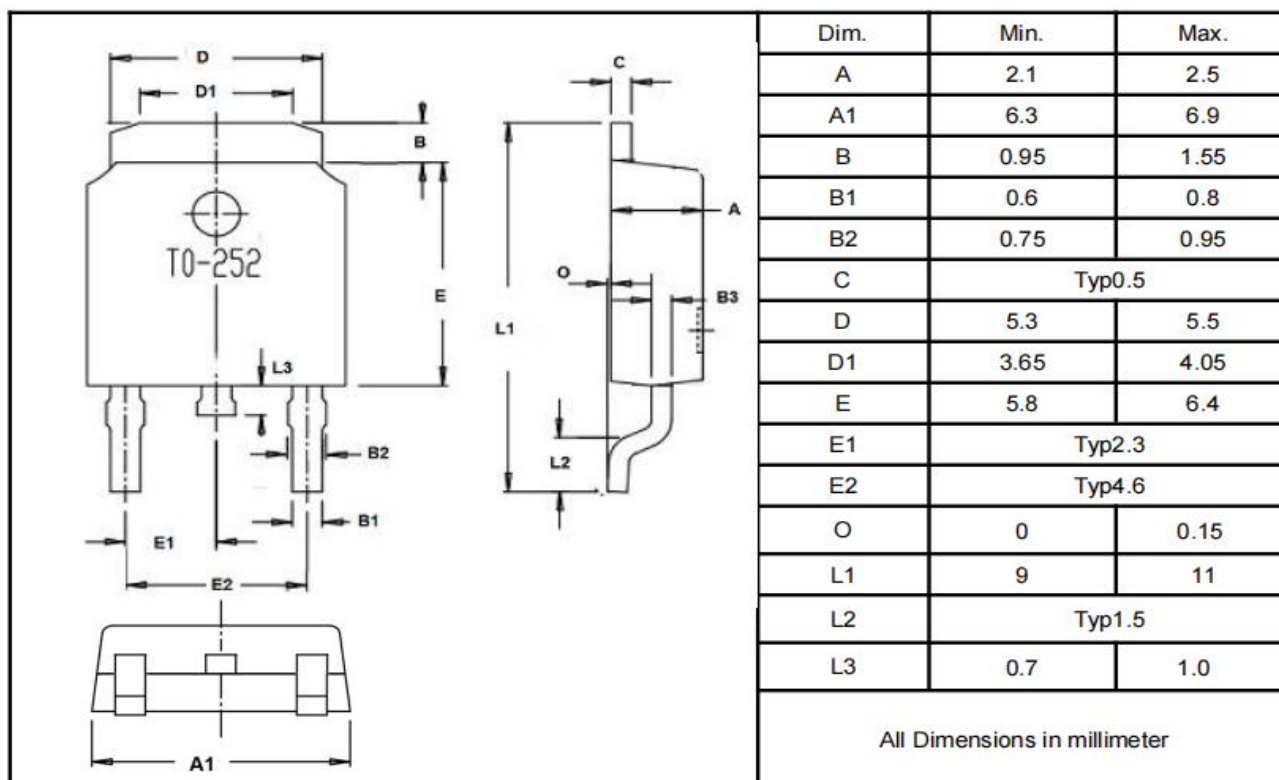 D
D1
C
B
A
TO-252
O
B3
E
L1
L3
L2
B2
B1
E1
E2
A1
Dim. Min. Max.
A 2.1 2.5
A1 6.3 6.9
B 0.95 1.55
B1 0.6 0.8
B2 0.75 0.95
C Typ0.5
D 5.3 5.5
D1 3.65 4.05
E 5.8 6.4
E1 Typ2.3
E2 Typ4.6
O 0 0.15
L1 9 11
L2 Typ1.5
L3 0.7 1.0
All Dimensions in millimeter